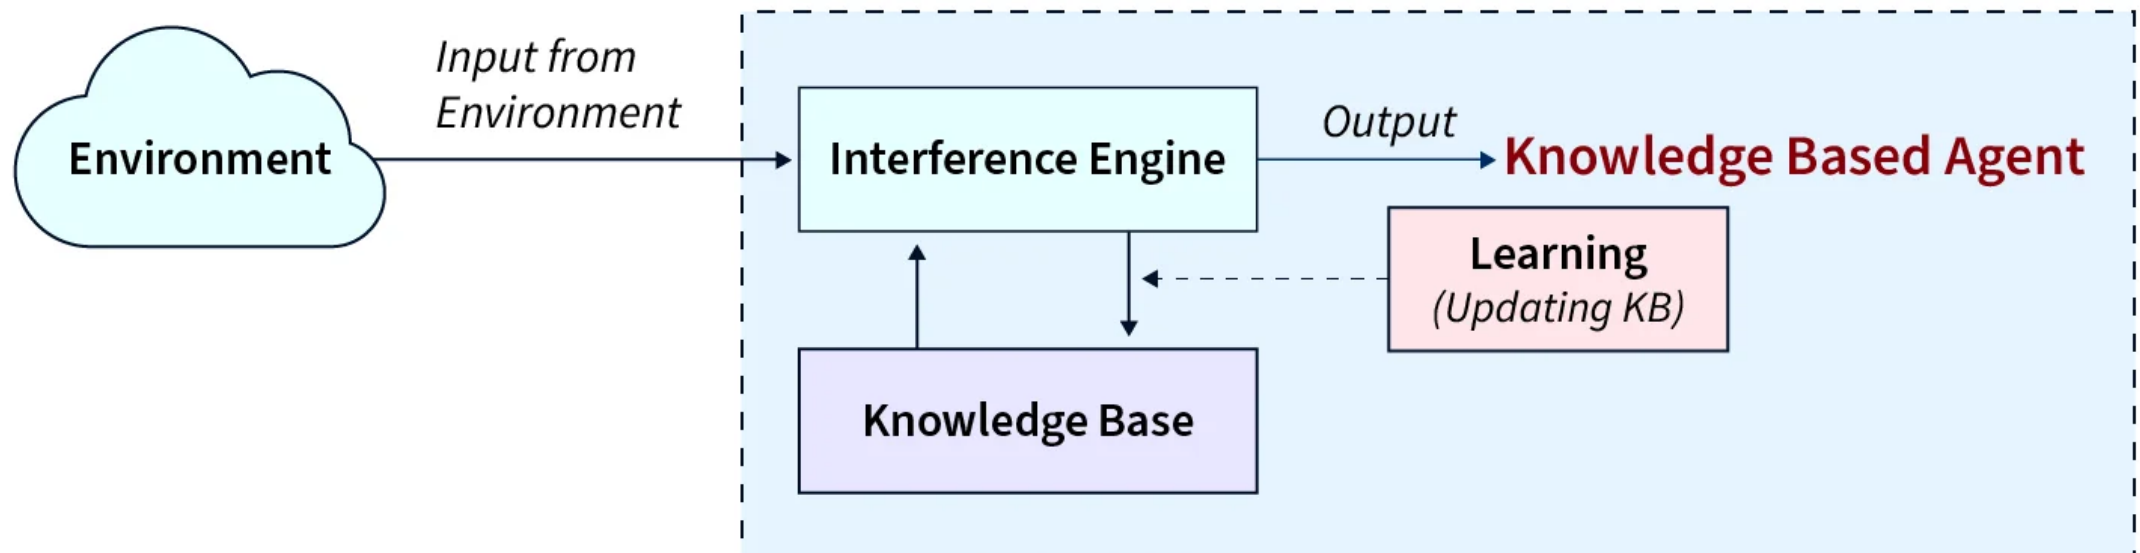 Input from
Environment
Environment
Interference Engine
Output
Knowledge Based Agent
Learning
(Updating KB)
Knowledge Base